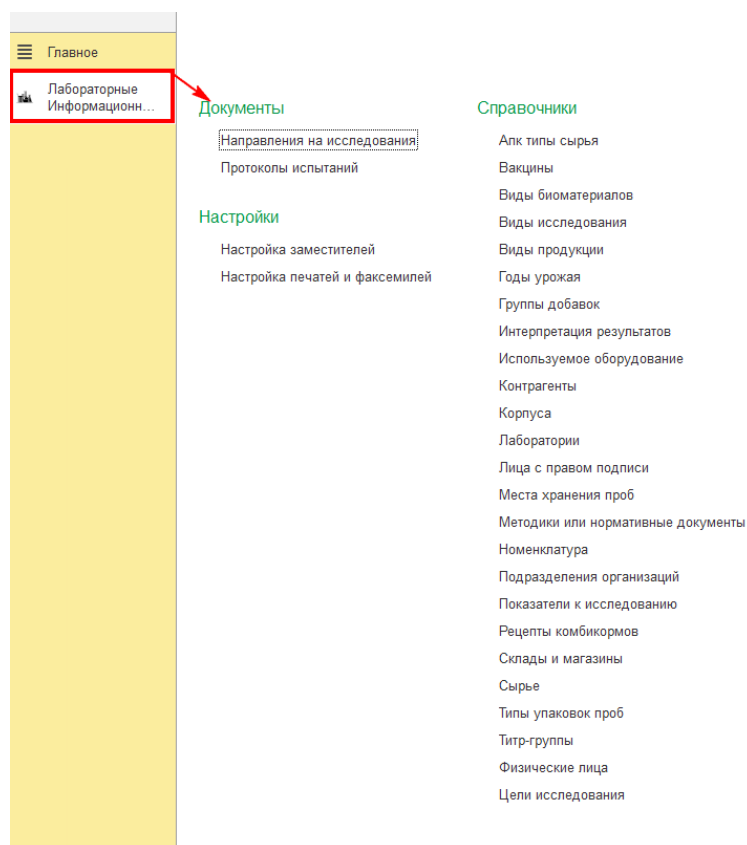 Главное
Лабораторные
Информационн...
Документы
Направления на исследования
Протоколы испытаний
Настройки
Настройка заместителей
Настройка печатей и факсемилей
Справочники
Апк типы сырья
Вакцины
Виды биоматериалов
Виды исследования
Виды продукции
Годы урожая
Группы добавок
Интерпретация результатов
Используемое оборудование
Контрагенты
Корпуса
Лаборатории
Лица с правом подписи
Места хранения проб
Методики или нормативные документы
Номенклатура
Подразделения организаций
Показатели к исследованию
Рецепты комбикормов
Склады и магазины
Сырье
Типы упаковок проб
Титр-группы
Физические лица
Цели исследования